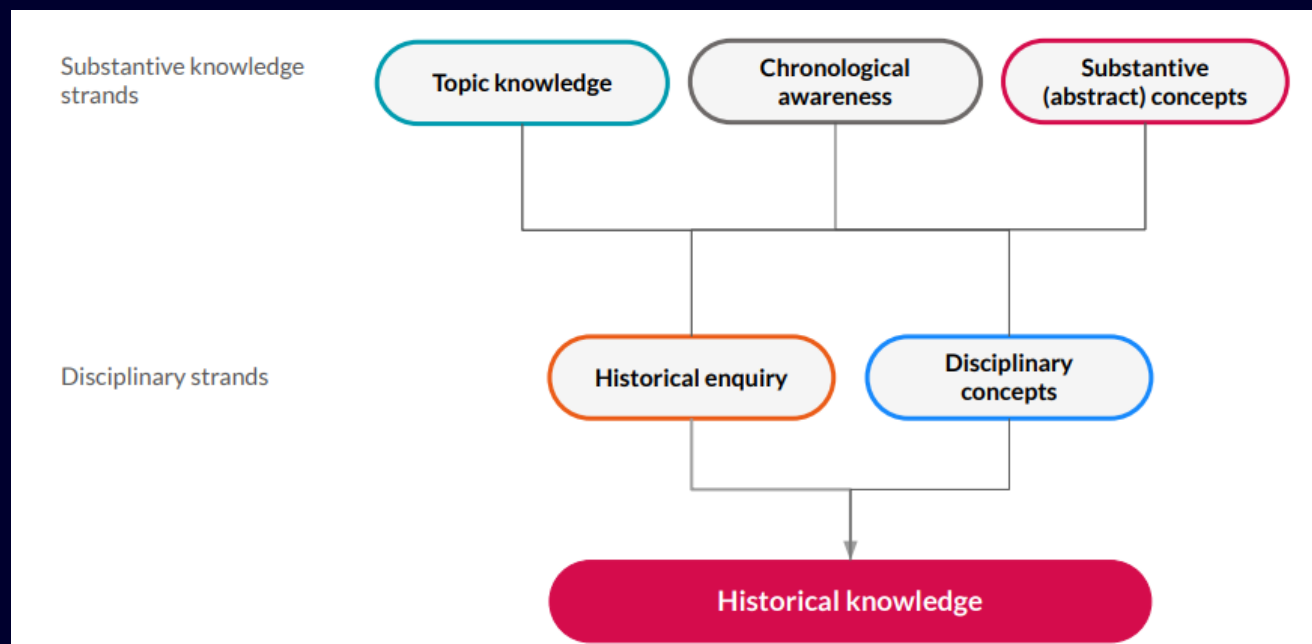 Substantive knowledge
strands
Topic knowledge
Chronological
awareness
Substantive
(abstract) concepts
Disciplinary strands
Historical enquiry
Disciplinary
concepts
Historical knowledge